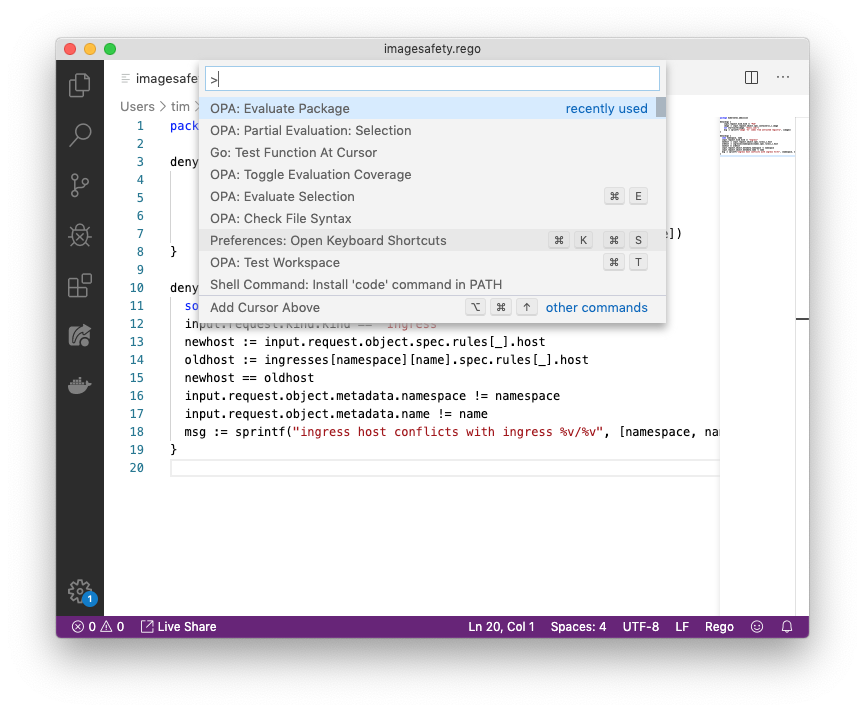 imagesafety.rego
imagesafe
>
Users > tim >
OPA: Evaluate Package recently used
OPA: Partial Evaluation: Selection
Go: Test Function At Cursor
OPA: Toggle Evaluation Coverage
OPA: Evaluate Selection ⌘ E
OPA: Check File Syntax
Preferences: Open Keyboard Shortcuts ⌘ K ⌘ S
OPA: Test Workspace ⌘ T
Shell Command: Install 'code' command in PATH
Add Cursor Above ⌥ ⌘ ↑ other commands
1 pack
2
3 deny
4
5
6
7 ])
8 }
9
10 deny
11 so
12 input.request.kind.kind == "Ingress"
13 newhost := input.request.object.spec.rules[_].host
14 oldhost := ingresses[namespace][name].spec.rules[_].host
15 newhost == oldhost
16 input.request.object.metadata.namespace != namespace
17 input.request.object.metadata.name != name
18 msg := sprintf("ingress host conflicts with ingress %v/%v", [namespace, na
19 }
20
1
0 0 Live Share Ln 20, Col 1 Spaces: 4 UTF-8 LF Rego